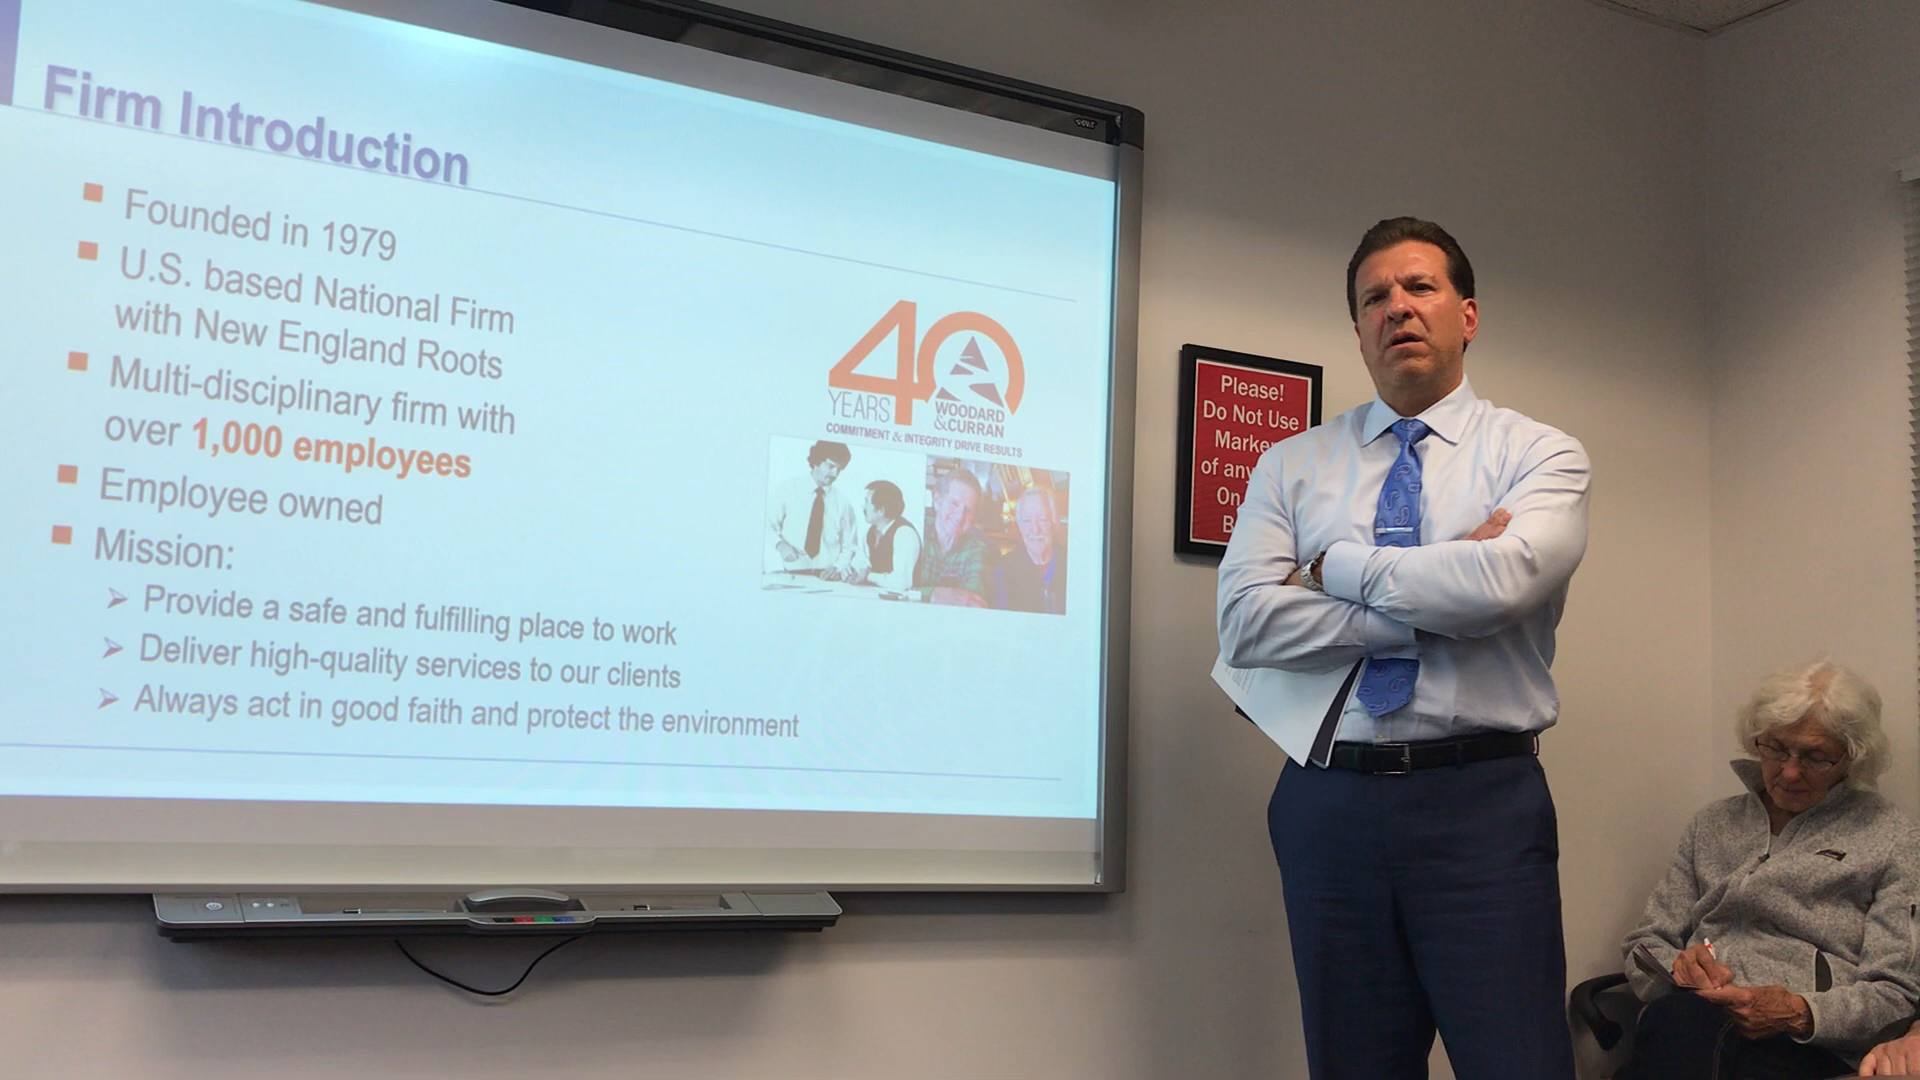 Firm Introduction
Founded in 1979
U.S. based National Firm
with New England Roots
Multi-disciplinary firm with
over 1,000 employees
Employee owned
Mission:
Provide a safe and fulfilling place to work
Deliver high-quality services to our clients
Always act in good faith and protect the environment
40
YEARS
WOODARD
&CURRAN
COMMITMENT & INTEGRITY DRIVE RESULTS
Please!
Do Not Use
Marke
of any
On
B